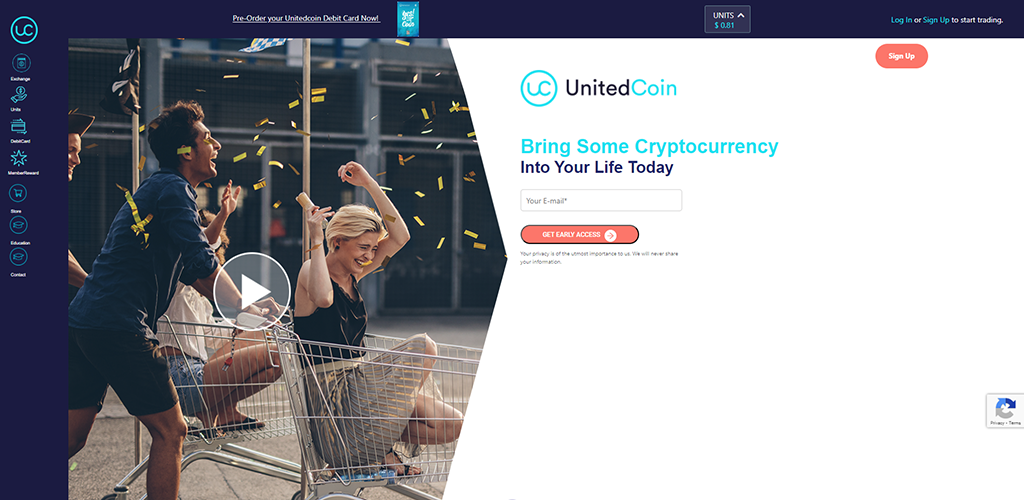 UC
Pre-Order your Unitedcoin Debit Card Now!
UNITS
$ 0.81
Log In or Sign Up to start trading.
Exchange
Units
DebitCard
MemberReward
Store
Education
Contact
Sign Up
UC UnitedCoin
Bring Some Cryptocurrency
Into Your Life Today
Your E-mail*
GET EARLY ACCESS
Your privacy is of the utmost importance to us. We will never share
your information.
Privacy - Terms